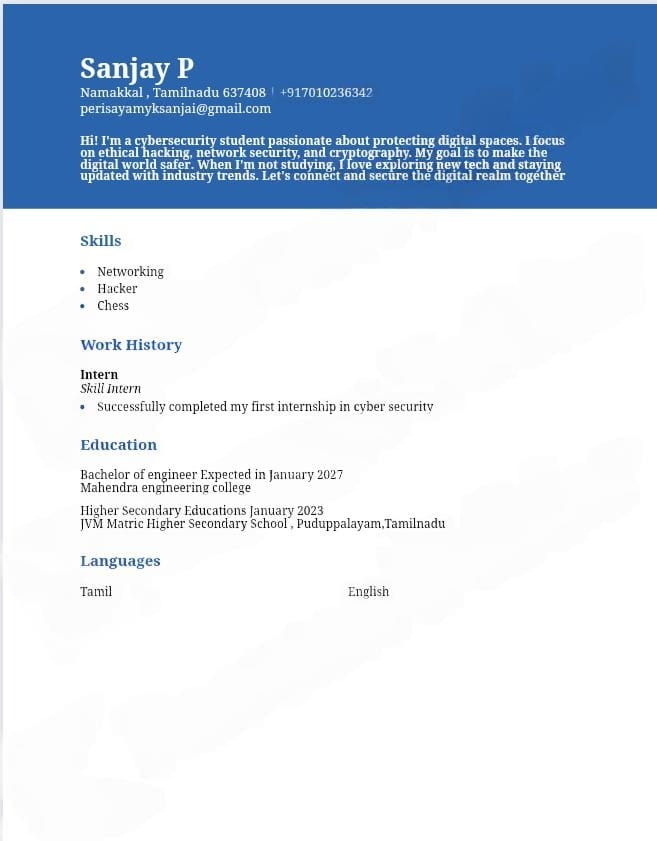 Sanjay P
Namakkal , Tamilnadu 637408 | +917010236342
perisayamyksanjai@gmail.com
Hi! I'm a cybersecurity student passionate about protecting digital spaces. I focus
on ethical hacking, network security, and cryptography. My goal is to make the
digital world safer. When I'm not studying, I love exploring new tech and staying
updated with industry trends. Let's connect and secure the digital realm together
Skills
• Networking
• Hacker
• Chess
Work History
Intern
Skill Intern
• Successfully completed my first internship in cyber security
Education
Bachelor of engineer Expected in January 2027
Mahendra engineering college
Higher Secondary Educations January 2023
JVM Matric Higher Secondary School , Puduppalayam,Tamilnadu
Languages
Tamil English